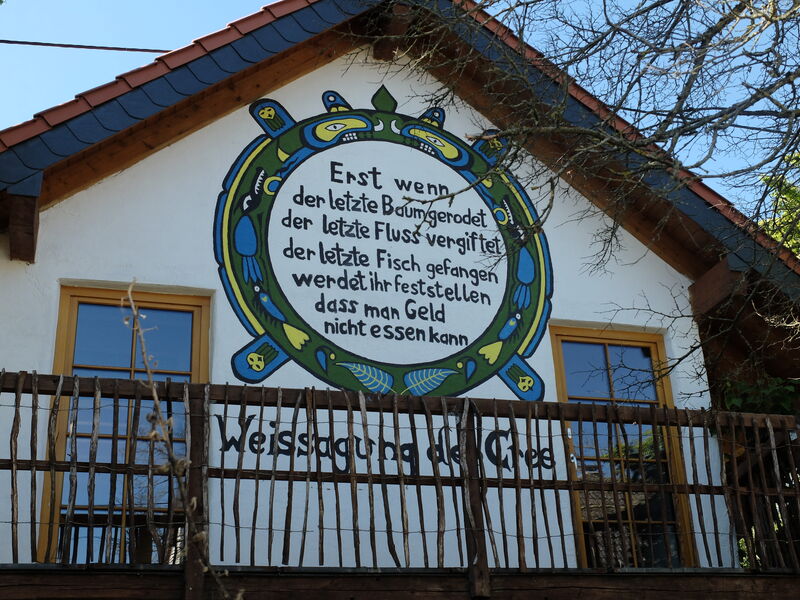 Erst wenn
der letzte Baum gerodet
der letzte Fluss vergiftet
der letzte Fisch gefangen
werdet ihr feststellen
dass man Geld
nicht essen kann
Weissagung der Cree